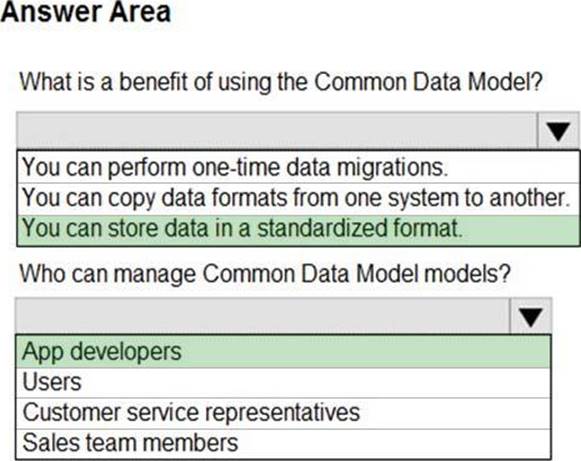 Answer Area
What is a benefit of using the Common Data Model?
You can perform one-time data migrations.
You can copy data formats from one system to another.
You can store data in a standardized format.
Who can manage Common Data Model models?
App developers
Users
Customer service representatives
Sales team members